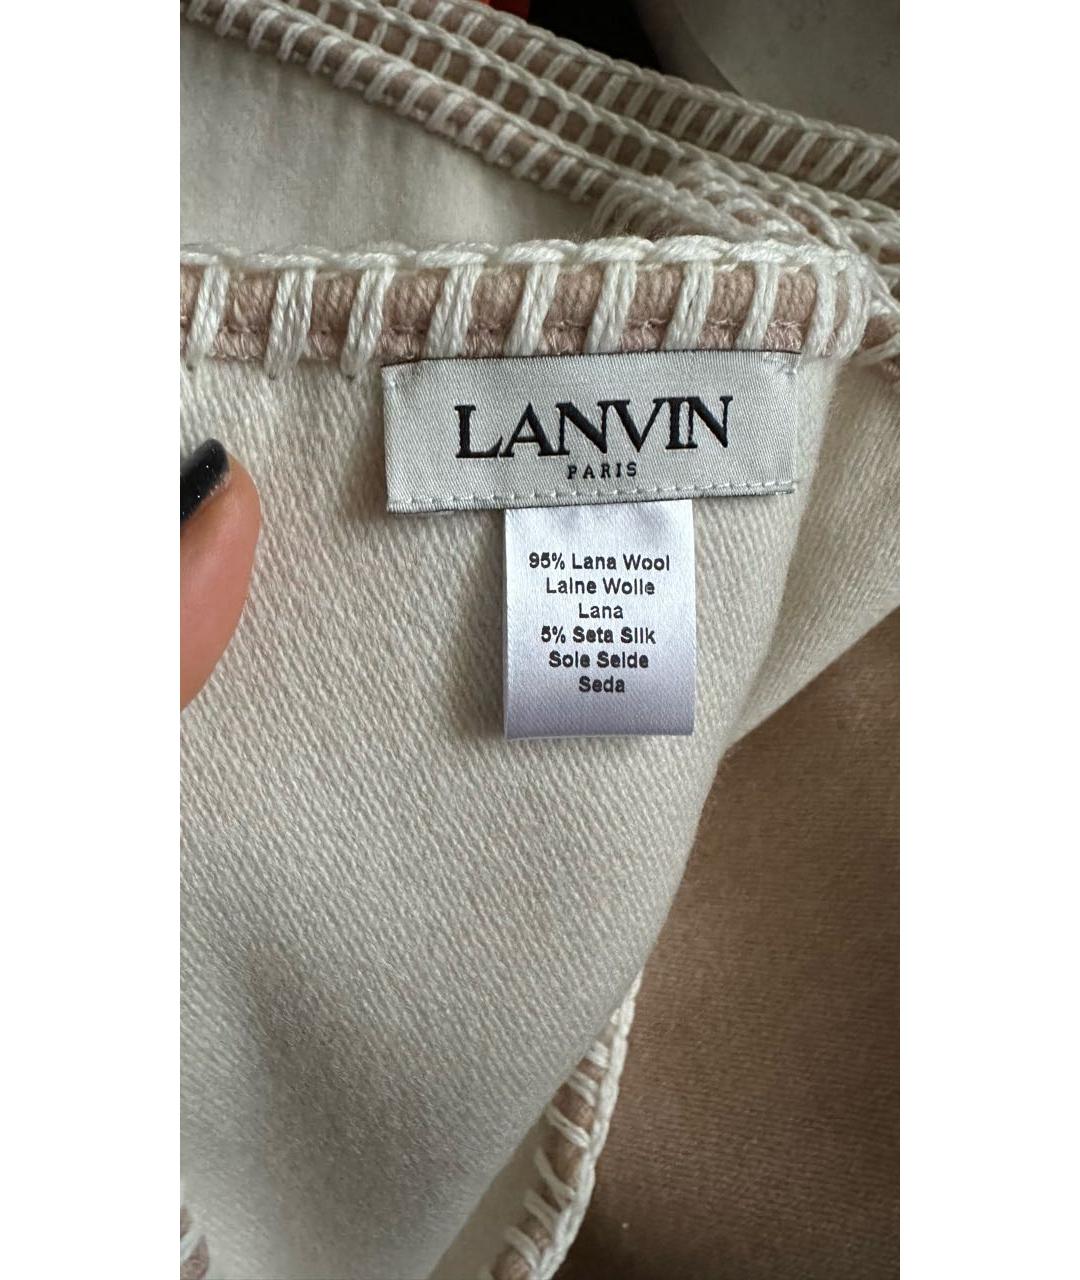 LANVIN
PARIS
95% Lana Wool
Laine Wolle
Lana
5% Seta Silk
Soie Seide
Seda